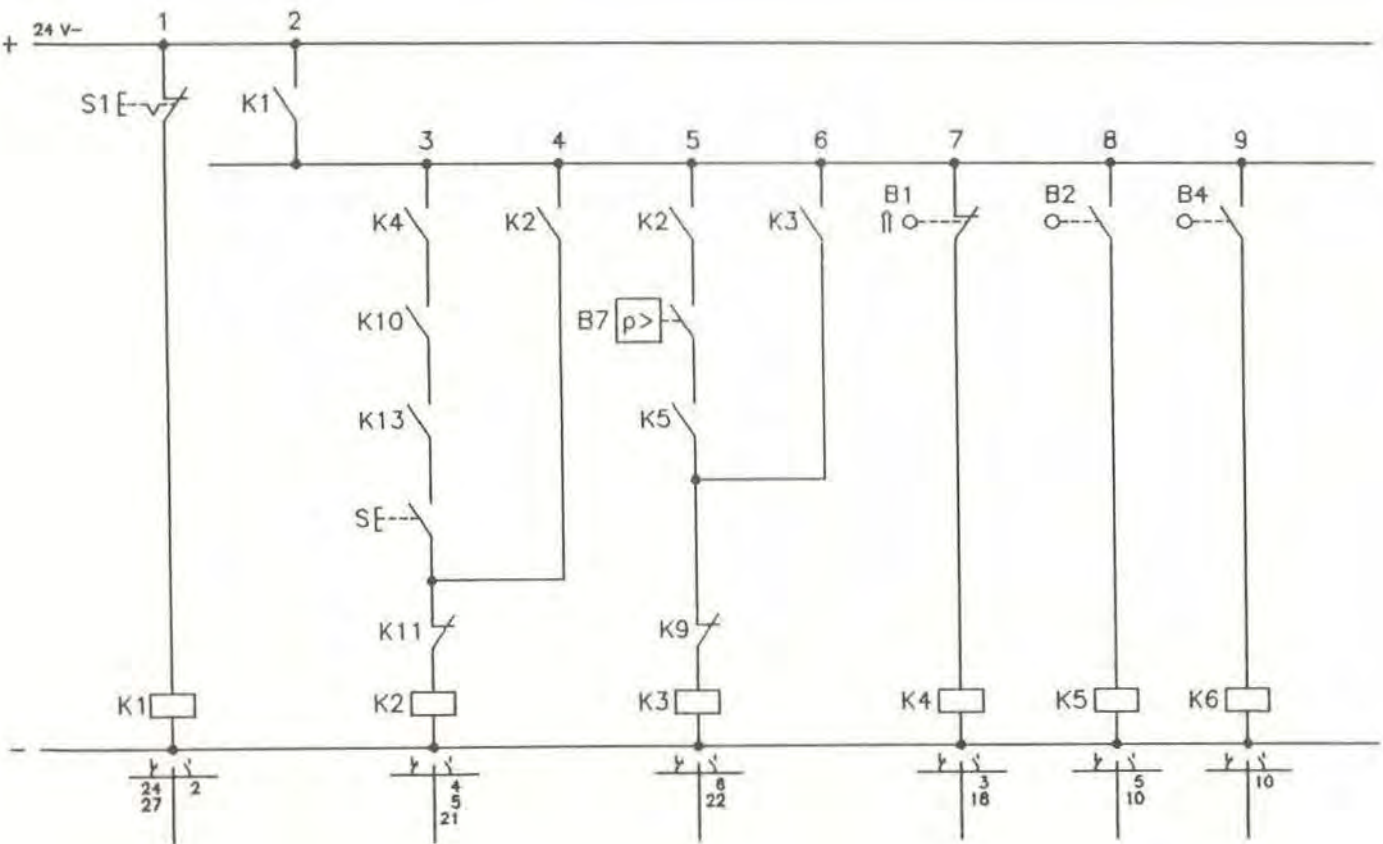 1 2
+ 24 V-
S1 K1
3 4 5 6 7 8 9
K4 K2 K2 K3 B1 B2 B4
K10 B7 p>
K13 K5
S
K11 K9
K1 K2 K3 K4 K5 K6
-
24 2 4 6 3 5 10
27 5 22 18 10
21